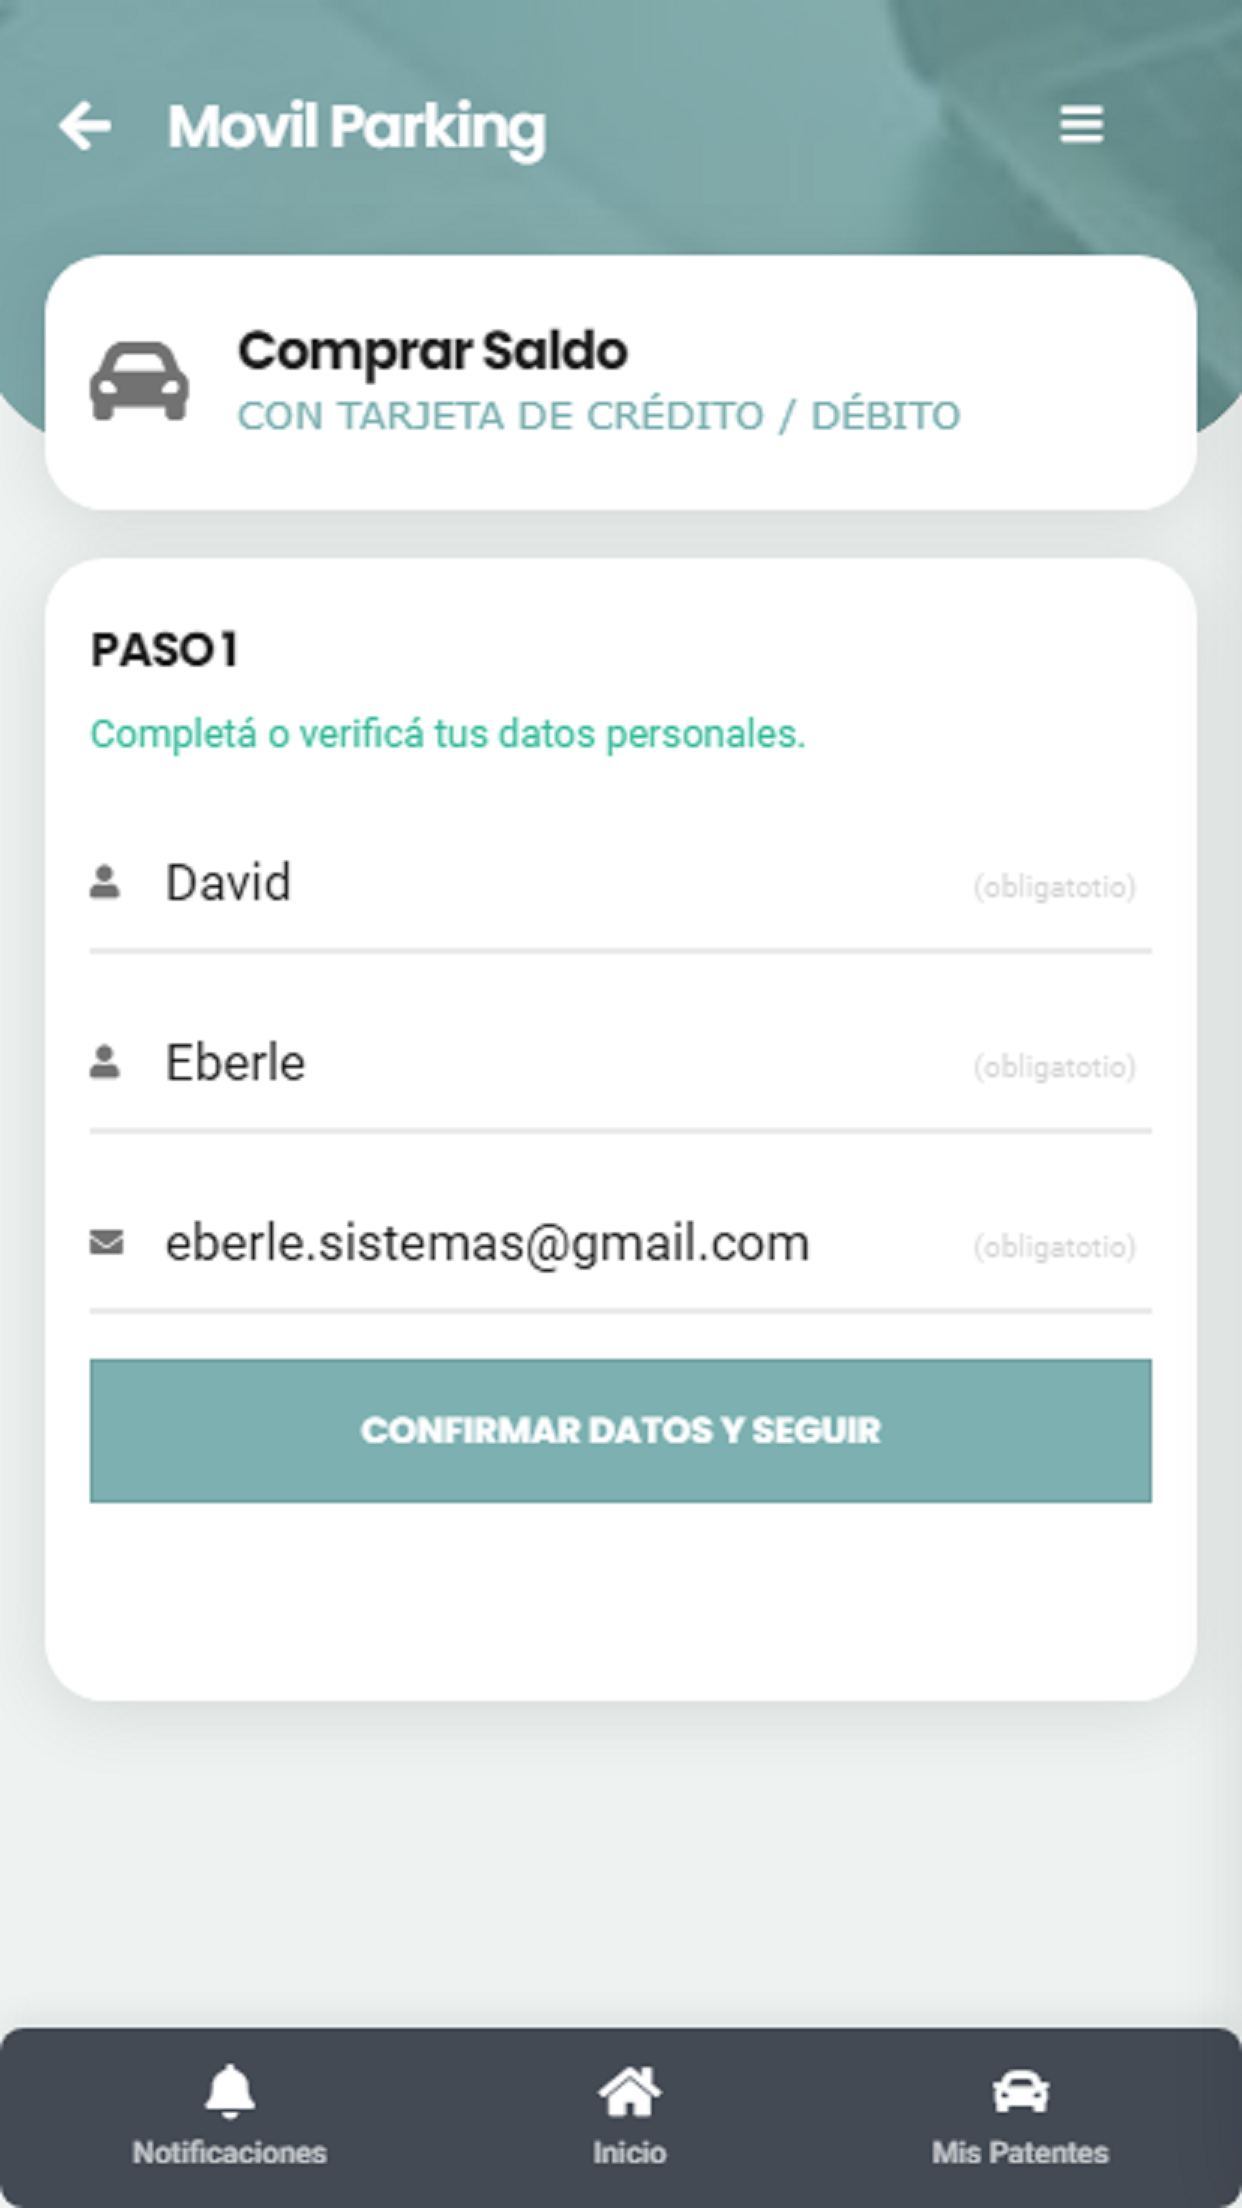 Movil Parking
Comprar Saldo
CON TARJETA DE CRÉDITO / DÉBITO
PASO 1
Completá o verificá tus datos personales.
David (obligatotio)
Eberle (obligatotio)
eberle.sistemas@gmail.com (obligatotio)
CONFIRMAR DATOS Y SEGUIR
Notificaciones Inicio Mis Patentes